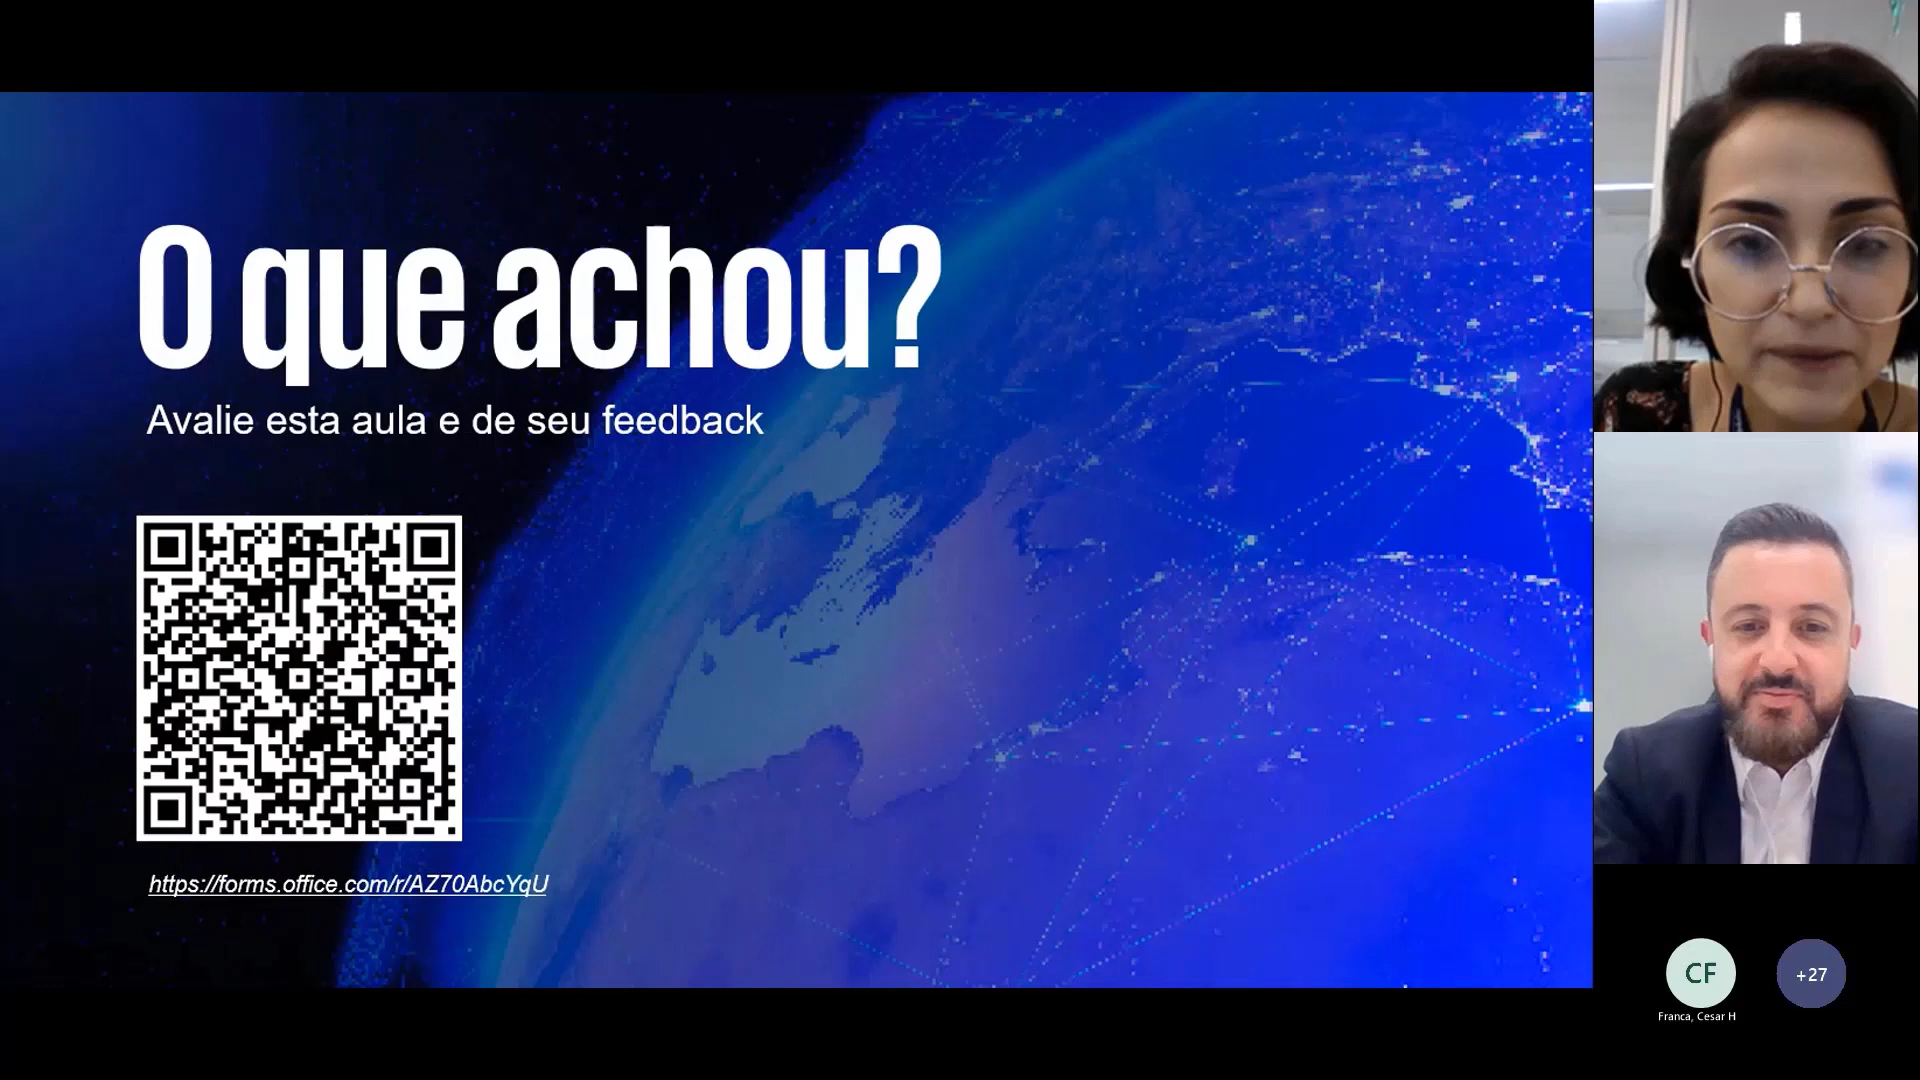 O que achou?
Avalie esta aula e de seu feedback
https://forms.office.com/r/AZ70AbcYqU
CF
+27
Franca, Cesar H